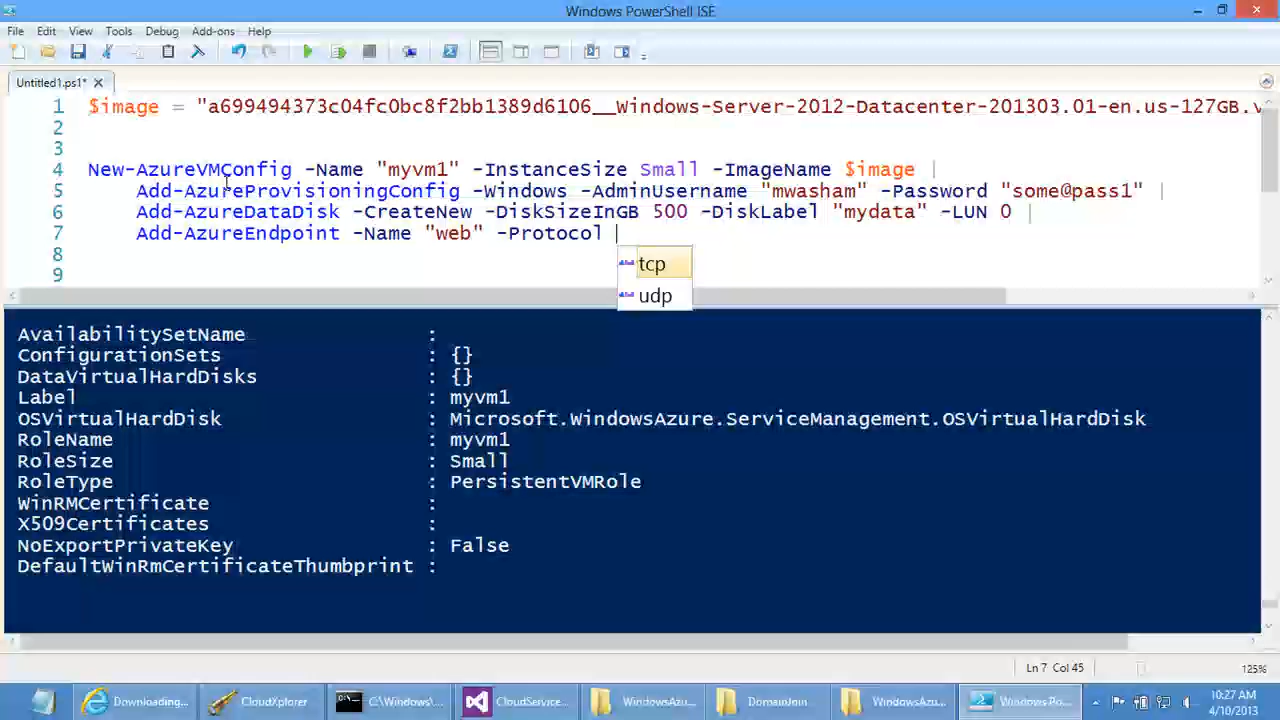 Windows PowerShell ISE
File Edit View Tools Debug Add-ons Help
Untitled1.ps1*
1 $image = "a699494373c04fc0bc8f2bb1389d6106__Windows-Server-2012-Datacenter-201303.01-en.us-127GB.v
2
3
4 New-AzureVMConfig -Name "myvm1" -InstanceSize Small -ImageName $image |
5 Add-AzureProvisioningConfig -Windows -AdminUsername "mwasham" -Password "some@pass1" |
6 Add-AzureDataDisk -CreateNew -DiskSizeInGB 500 -DiskLabel "mydata" -LUN 0 |
7 Add-AzureEndpoint -Name "web" -Protocol
8
9
tcp
udp
AvailabilitySetName :
ConfigurationSets : {}
DataVirtualHardDisks : {}
Label : myvm1
OSVirtualHardDisk : Microsoft.WindowsAzure.ServiceManagement.OSVirtualHardDisk
RoleName : myvm1
RoleSize : Small
RoleType : PersistentVMRole
WinRMCertificate :
X509Certificates :
NoExportPrivateKey : False
DefaultWinRmCertificateThumbprint :
Ln 7 Col 45 125%
Downloading... CloudXplorer C:\Windows\... CloudService... WindowsAzu... DomainJoin WindowsAzu... Windows Po...
10:27 AM
4/10/2013